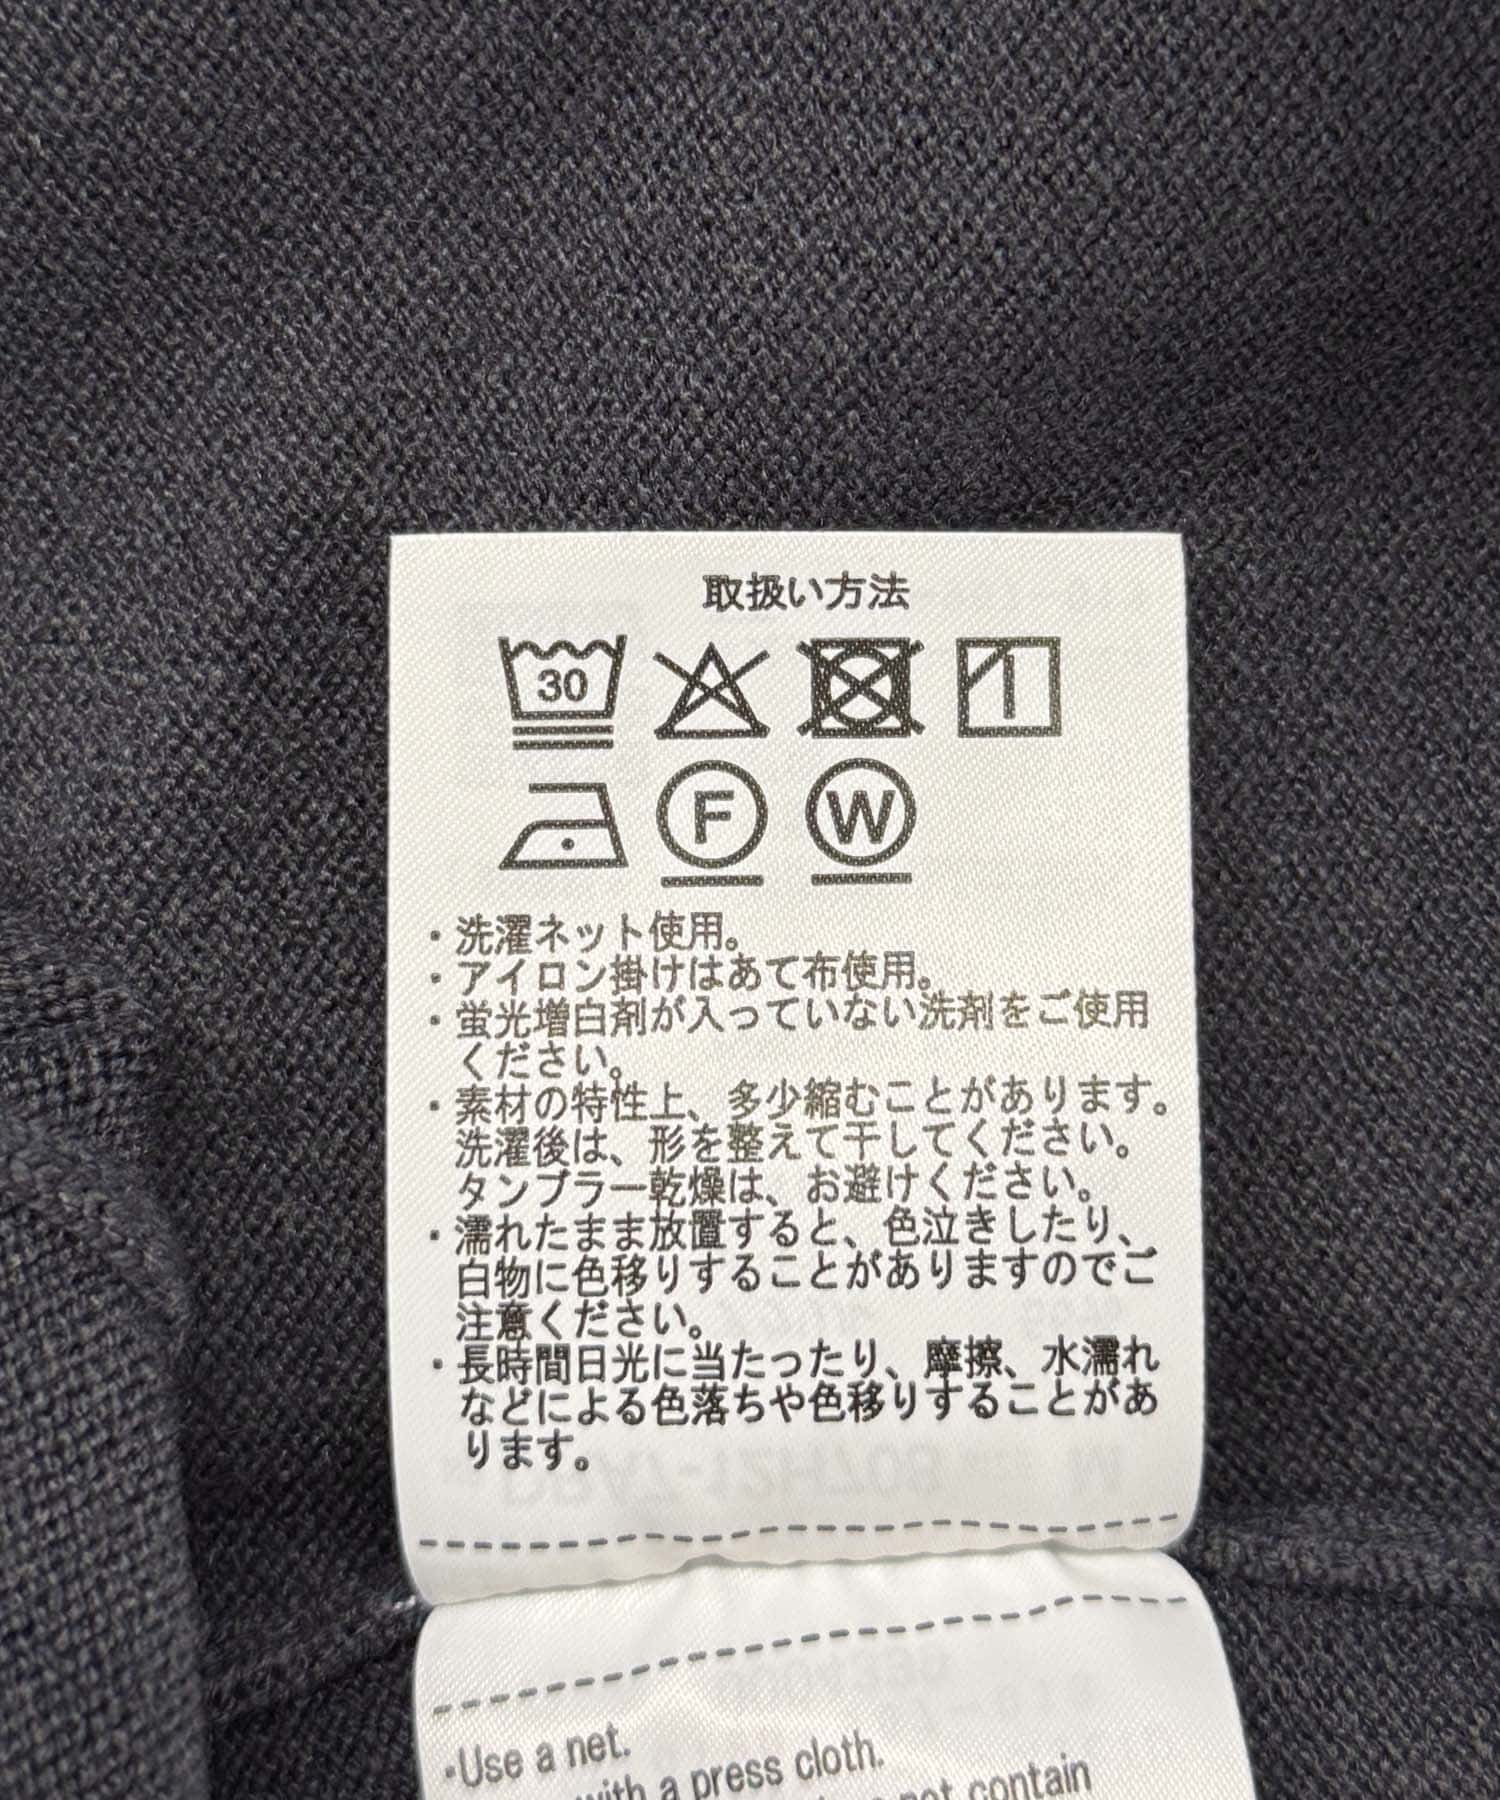 取扱い方法
30
F W
・洗濯ネット使用。
・アイロン掛けはあて布使用。
・蛍光増白剤が入っていない洗剤をご使用
ください。
・素材の特性上、多少縮むことがあります。
洗濯後は、形を整えて干してください。
タンブラー乾燥は、お避けください。
・濡れたまま放置すると、色泣きしたり、
白物に色移りすることがありますのでご
注意ください。
・長時間日光に当たったり、摩擦、水濡れ
などによる色落ちや色移りすることがあ
ります。
・Use a net.
with a press cloth.
not contain